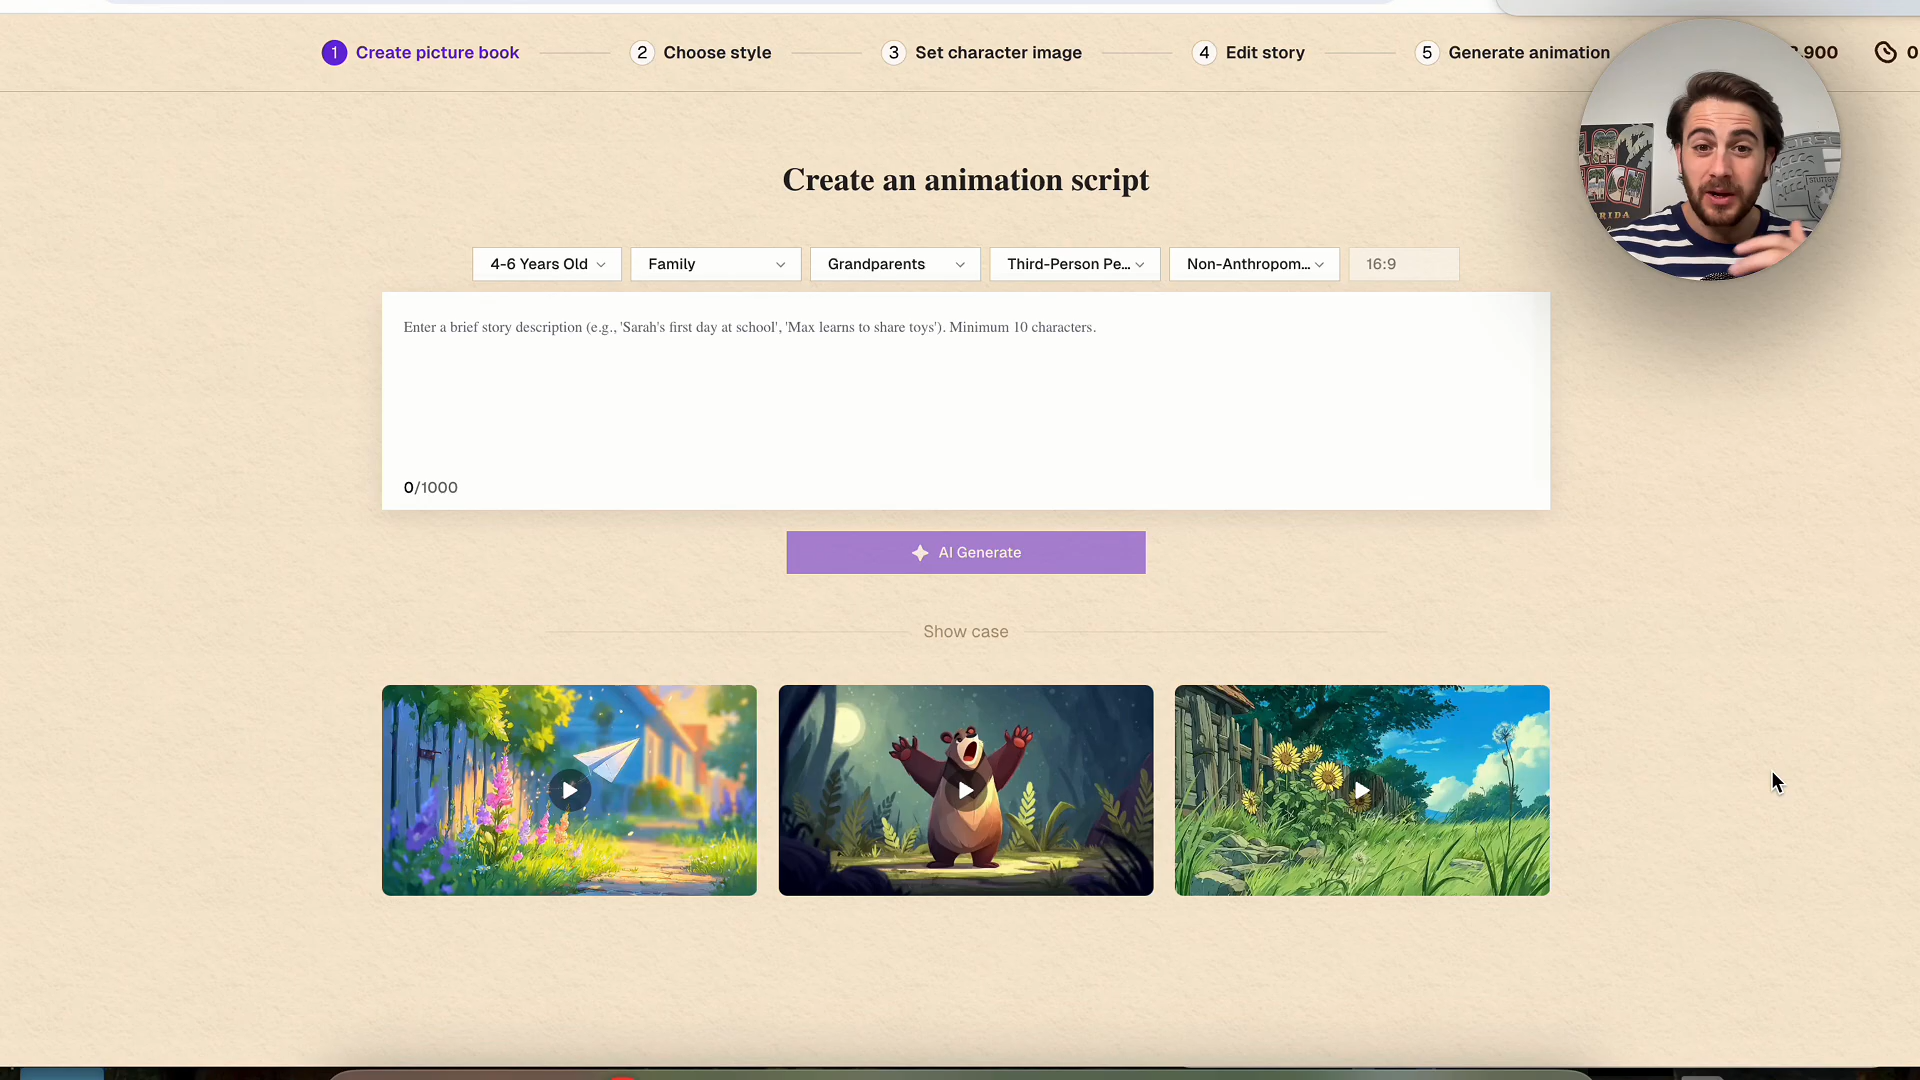 1 Create picture book
2 Choose style
3 Set character image
4 Edit story
5 Generate animation
900
0
Create an animation script
4-6 Years Old
Family
Grandparents
Third-Person Pe...
Non-Anthropom...
16:9
Enter a brief story description (e.g., 'Sarah's first day at school', 'Max learns to share toys'). Minimum 10 characters.
0/1000
AI Generate
Show case